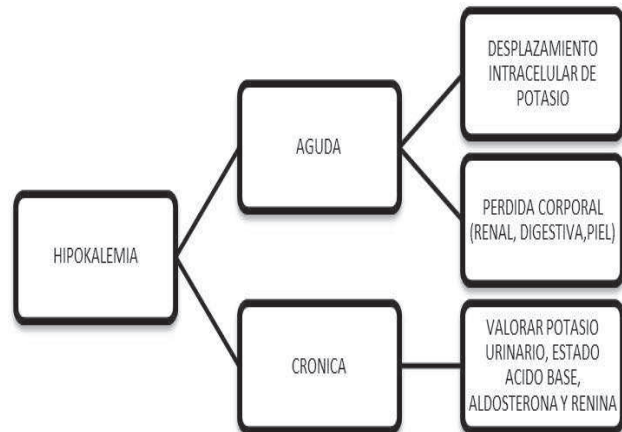 HIPOKALEMIA
AGUDA
DESPLAZAMIENTO
INTRACELULAR DE
POTASIO
PERDIDA CORPORAL
(RENAL, DIGESTIVA,PIEL)
CRONICA
VALORAR POTASIO
URINARIO, ESTADO
ACIDO BASE,
ALDOSTERONA Y RENINA